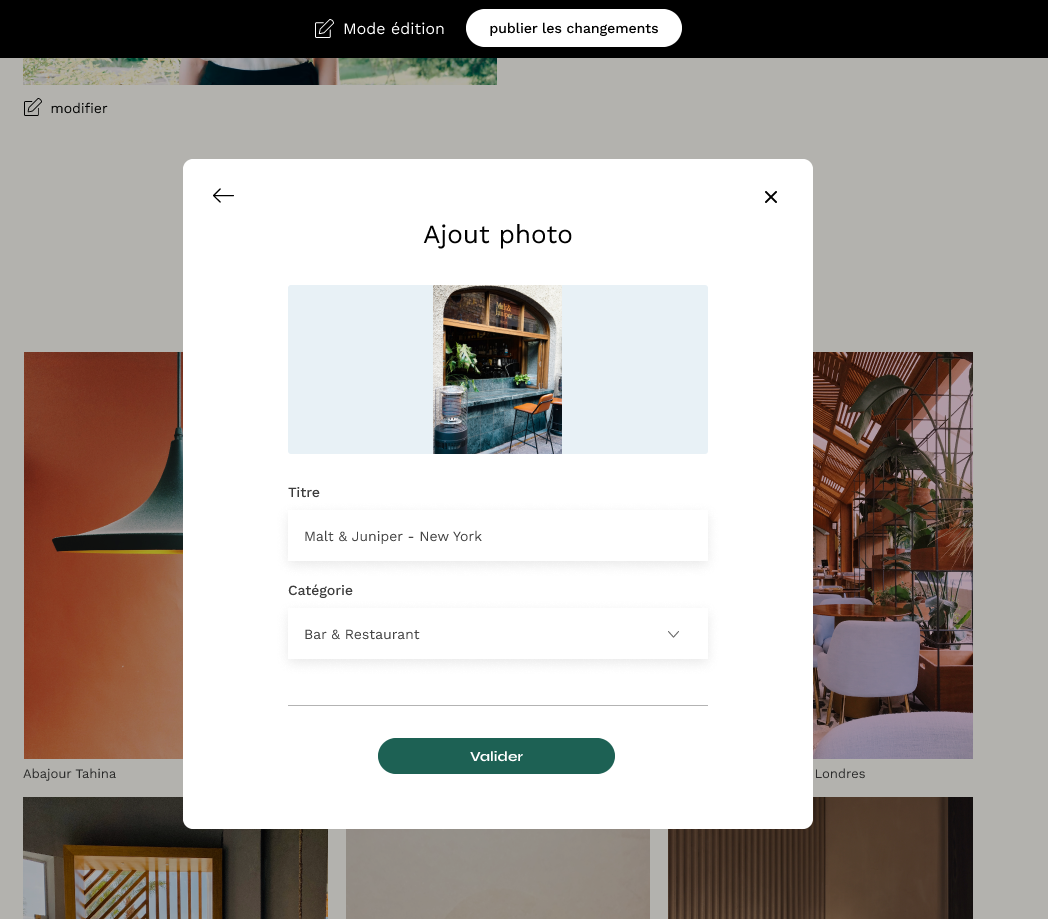 Mode édition
publier les changements
modifier
Ajout photo
Titre
Malt & Juniper - New York
Catégorie
Bar & Restaurant
Valider
Abajour Tahina
Londres